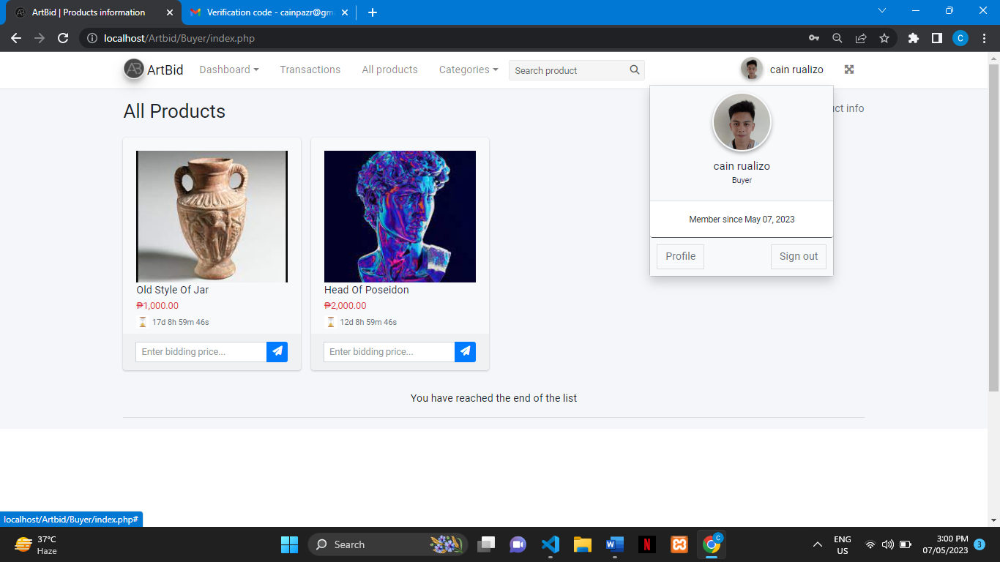 ArtBid | Products information
Verification code - cainpazr@gm
localhost/Artbid/Buyer/index.php
C
AB ArtBid Dashboard Transactions All products Categories Search product cain rualizo
All Products
uct info
cain rualizo
Buyer
Member since May 07, 2023
Profile Sign out
Old Style Of Jar
₱1,000.00
17d 8h 59m 46s
Enter bidding price...
Head Of Poseidon
₱2,000.00
12d 8h 59m 46s
Enter bidding price...
You have reached the end of the list
localhost/Artbid/Buyer/index.php#
37°C
Haze
Search
W
N
C
ENG
US
3:00 PM
07/05/2023
3